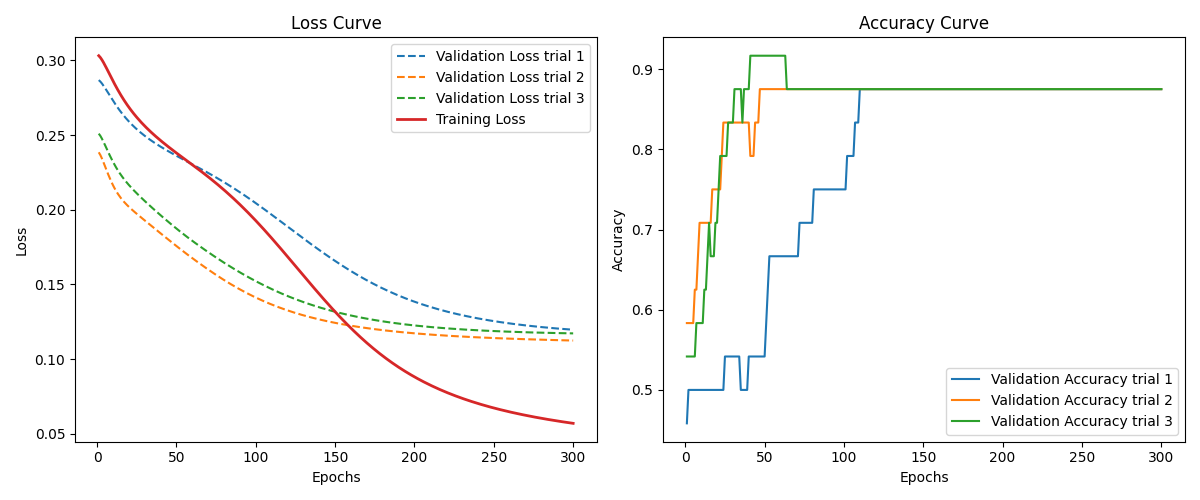 Loss Curve
Loss
0.30
0.25
0.20
0.15
0.10
0.05
Validation Loss trial 1
Validation Loss trial 2
Validation Loss trial 3
Training Loss
0 50 100 150 200 250 300
Epochs
Accuracy Curve
Accuracy
0.9
0.8
0.7
0.6
0.5
Validation Accuracy trial 1
Validation Accuracy trial 2
Validation Accuracy trial 3
0 50 100 150 200 250 300
Epochs